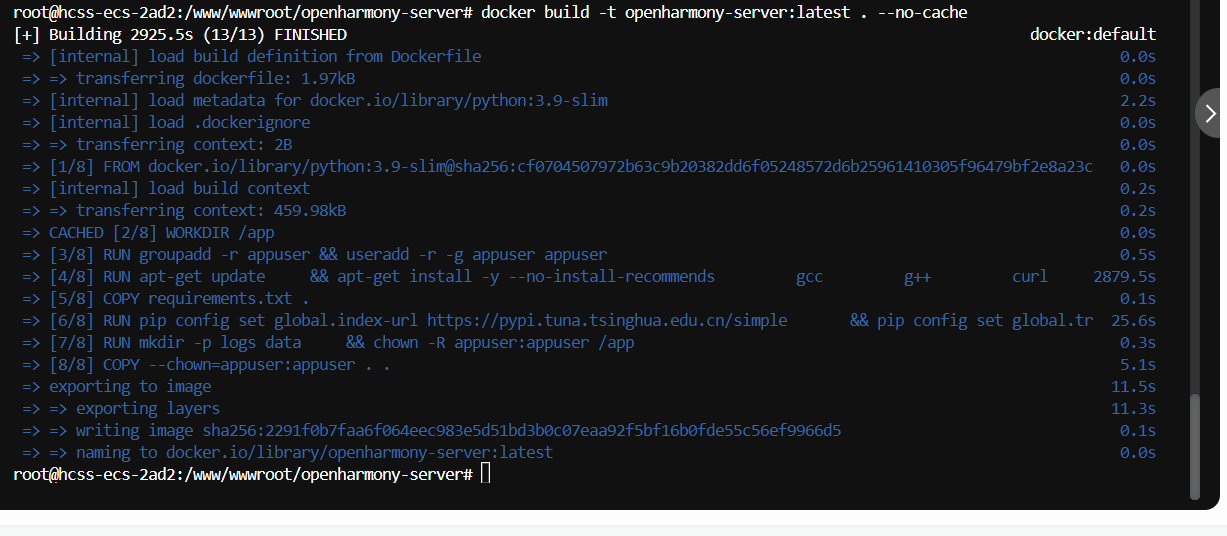 root@hcss-ecs-2ad2:/www/wwwroot/openharmony-server# docker build -t openharmony-server:latest . --no-cache
[+] Building 2925.5s (13/13) FINISHED docker:default
=> [internal] load build definition from Dockerfile 0.0s
=> => transferring dockerfile: 1.97kB 0.0s
=> [internal] load metadata for docker.io/library/python:3.9-slim 2.2s
=> [internal] load .dockerignore 0.0s
=> => transferring context: 2B 0.0s
=> [1/8] FROM docker.io/library/python:3.9-slim@sha256:cf0704507972b63c9b20382dd6f05248572d6b25961410305f96479bf2e8a23c 0.0s
=> [internal] load build context 0.2s
=> => transferring context: 459.98kB 0.2s
=> CACHED [2/8] WORKDIR /app 0.0s
=> [3/8] RUN groupadd -r appuser && useradd -r -g appuser appuser 0.5s
=> [4/8] RUN apt-get update && apt-get install -y --no-install-recommends gcc g++ curl 2879.5s
=> [5/8] COPY requirements.txt . 0.1s
=> [6/8] RUN pip config set global.index-url https://pypi.tuna.tsinghua.edu.cn/simple && pip config set global.tr 25.6s
=> [7/8] RUN mkdir -p logs data && chown -R appuser:appuser /app 0.3s
=> [8/8] COPY --chown=appuser:appuser . . 5.1s
=> exporting to image 11.5s
=> => exporting layers 11.3s
=> => writing image sha256:2291f0b7faa6f064eec983e5d51bd3b0c07eaa92f5bf16b0fde55c56ef9966d5 0.1s
=> => naming to docker.io/library/openharmony-server:latest 0.0s
root@hcss-ecs-2ad2:/www/wwwroot/openharmony-server#